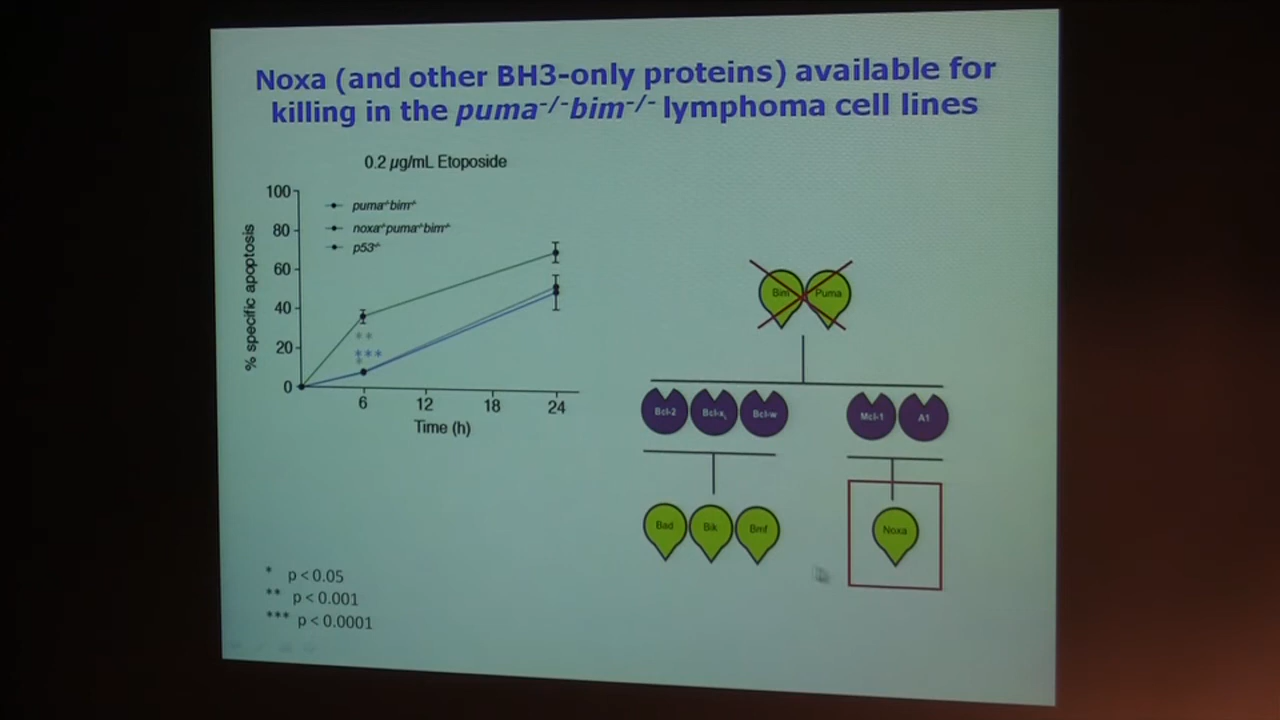 Noxa (and other BH3-only proteins) available for
killing in the puma-/-bim-/- lymphoma cell lines
0.2 µg/mL Etoposide
% specific apoptosis
100
80
60
40
20
0
puma-/-bim-/-
noxa-/-puma-/-bim-/-
p53-/-
**
***
*
6 12 18 24
Time (h)
Bim Puma
Bcl-2 Bcl-xL Bcl-w Mcl-1 A1
Bad Bik Bmf Noxa
* p < 0.05
** p < 0.001
*** p < 0.0001